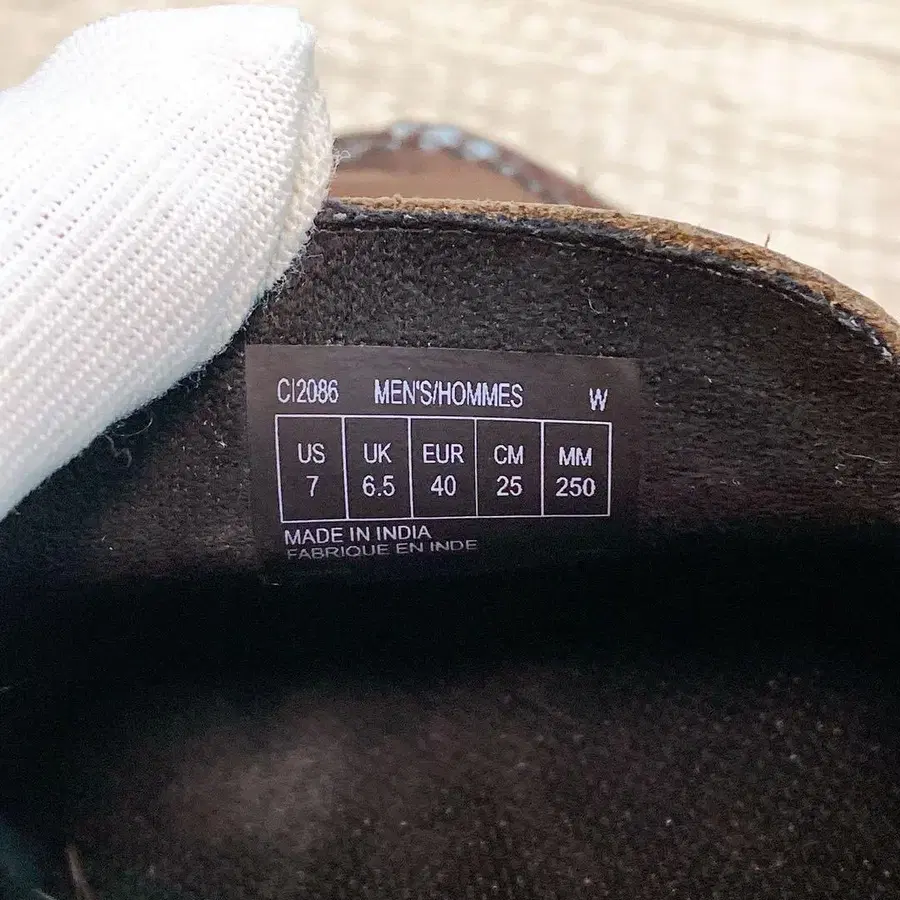 CI2086 MEN'S/HOMMES W
US UK EUR CM MM
7 6.5 40 25 250
MADE IN INDIA
FABRIQUE EN INDE